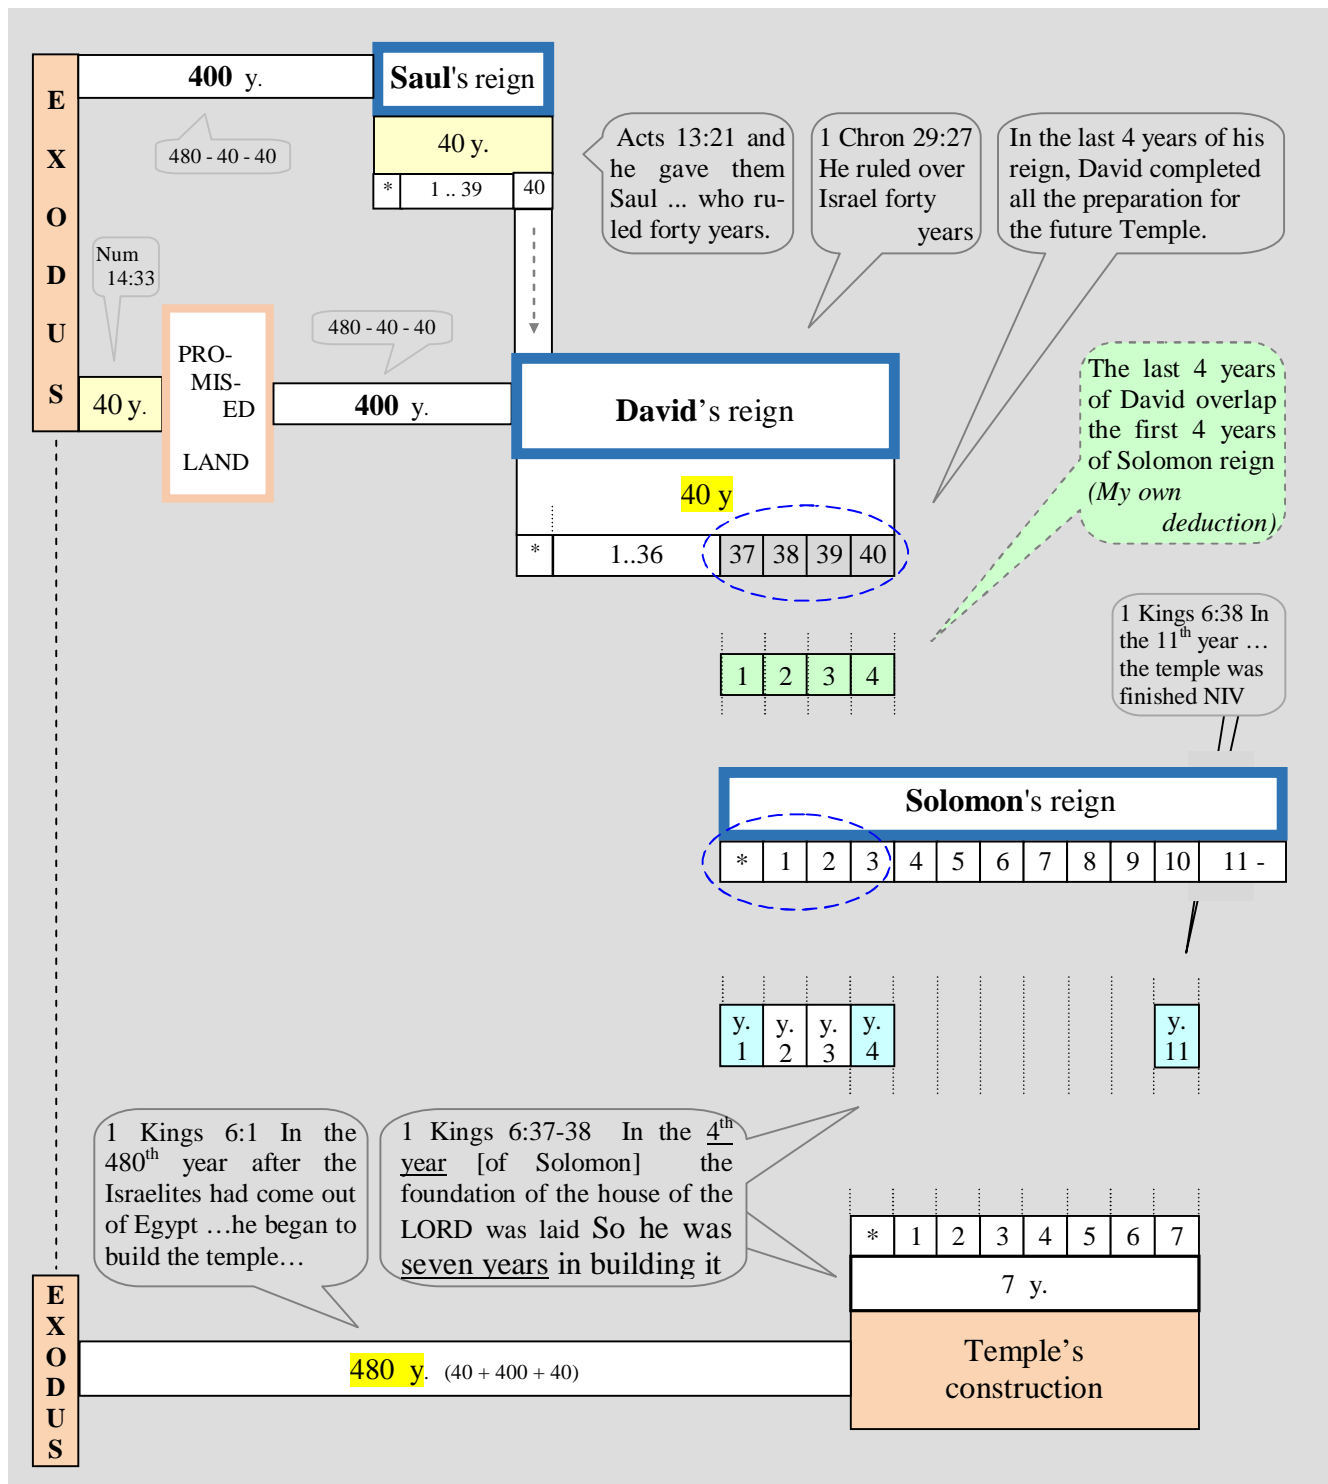 E
X
O
D
U
S
400 y.
Saul's reign
480 - 40 - 40
40 y.
* 1 .. 39 40
Acts 13:21 and
he gave them
Saul ... who ru-
led forty years.
1 Chron 29:27
He ruled over
Israel forty
years
In the last 4 years of his
reign, David completed
all the preparation for
the future Temple.
Num
14:33
40 y.
PRO-
MIS-
ED
LAND
480 - 40 - 40
400 y.
David’s reign
The last 4 years
of David overlap
the first 4 years
of Solomon reign
(My own
deduction)
40 y
* 1..36 37 38 39 40
1 2 3 4
1 Kings 6:38 In
the 11th year …
the temple was
finished NIV
Solomon's reign
* 1 2 3 4 5 6 7 8 9 10 11 -
y. y. y. y. y.
1 2 3 4 11
1 Kings 6:1 In the
480th year after the
Israelites had come out
of Egypt …he began to
build the temple…
1 Kings 6:37-38 In the 4th
year [of Solomon] the
foundation of the house of the
LORD was laid So he was
seven years in building it
* 1 2 3 4 5 6 7
7 y.
Temple’s
construction
E
X
O
D
U
S
480 y. (40 + 400 + 40)